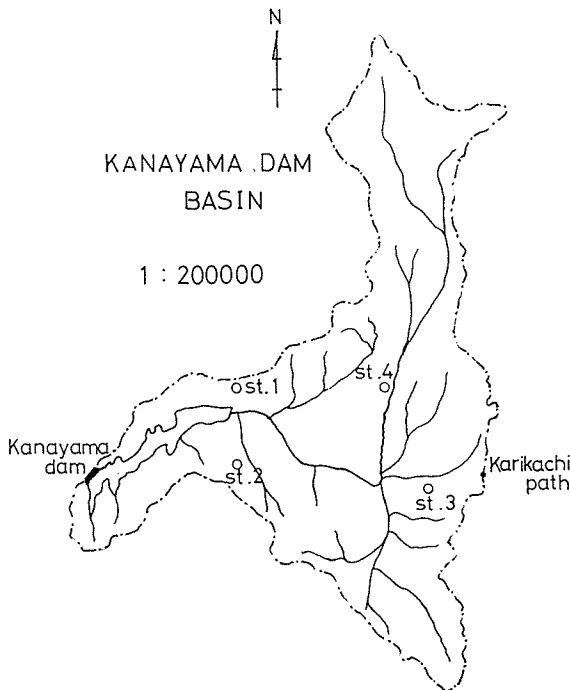 N
KANAYAMA DAM
BASIN
1 : 200000
st.1
st.4
Kanayama
dam
st.2
st.3
Karikachi
path